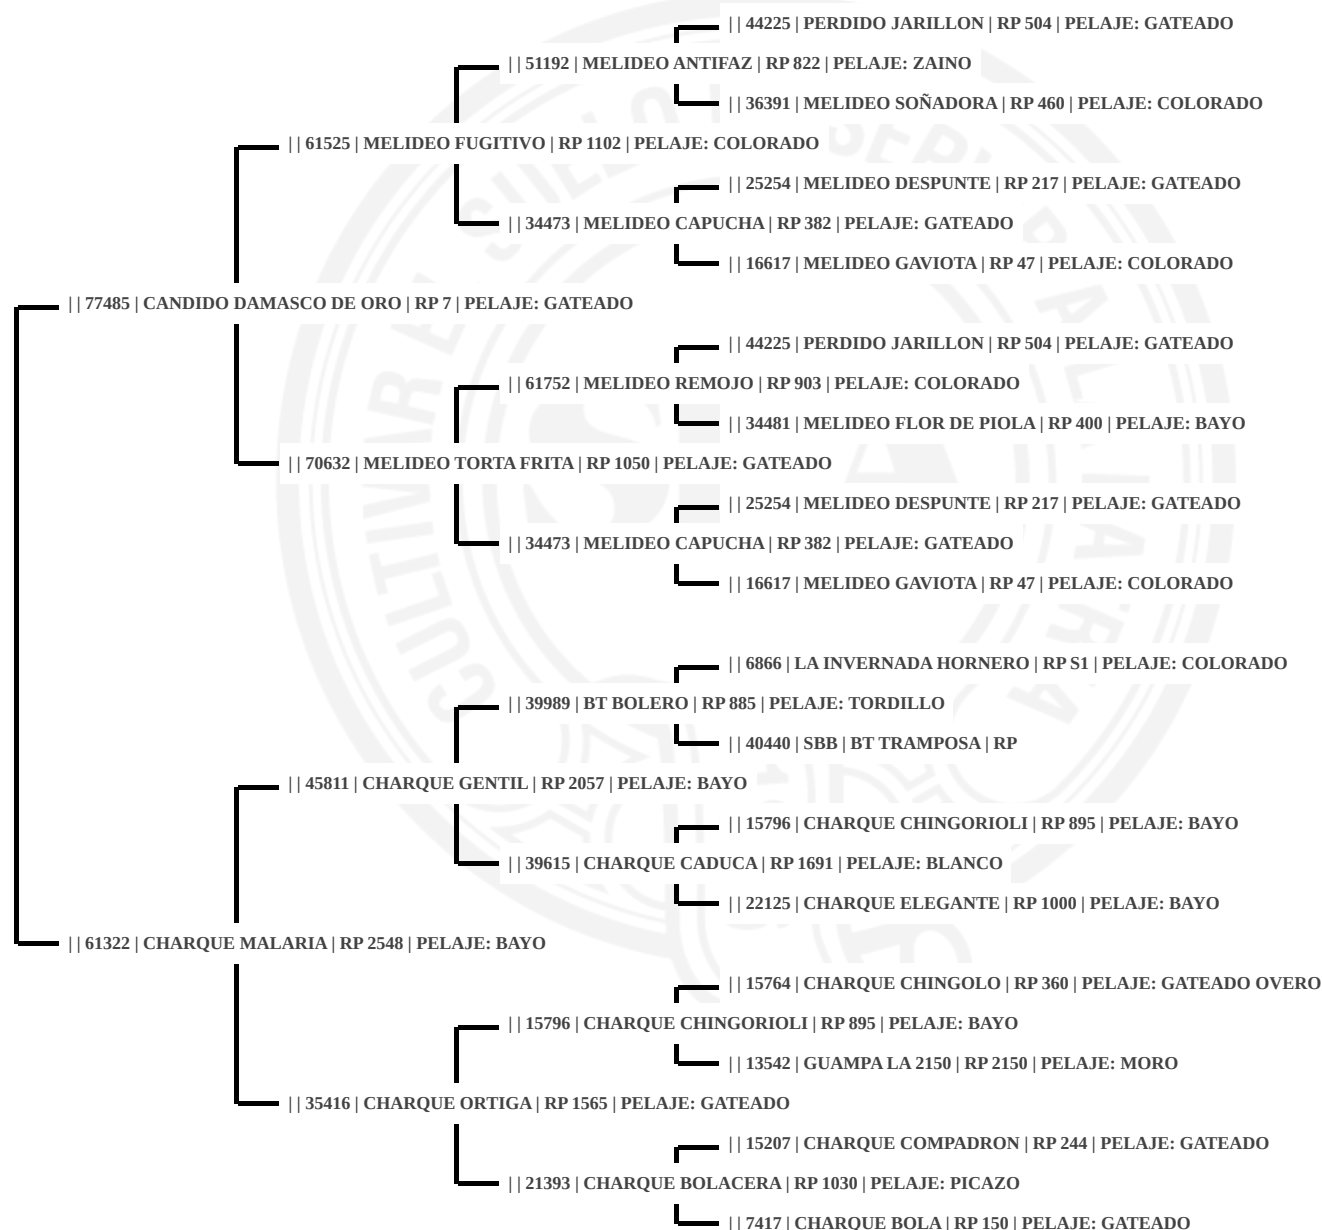 | | 44225 | PERDIDO JARILLON | RP 504 | PELAJE: GATEADO
| | 51192 | MELIDEO ANTIFAZ | RP 822 | PELAJE: ZAINO
| | 36391 | MELIDEO SOÑADORA | RP 460 | PELAJE: COLORADO
| | 61525 | MELIDEO FUGITIVO | RP 1102 | PELAJE: COLORADO
| | 25254 | MELIDEO DESPUNTE | RP 217 | PELAJE: GATEADO
| | 34473 | MELIDEO CAPUCHA | RP 382 | PELAJE: GATEADO
| | 16617 | MELIDEO GAVIOTA | RP 47 | PELAJE: COLORADO
| | 77485 | CANDIDO DAMASCO DE ORO | RP 7 | PELAJE: GATEADO
| | 44225 | PERDIDO JARILLON | RP 504 | PELAJE: GATEADO
| | 61752 | MELIDEO REMOJO | RP 903 | PELAJE: COLORADO
| | 34481 | MELIDEO FLOR DE PIOLA | RP 400 | PELAJE: BAYO
| | 70632 | MELIDEO TORTA FRITA | RP 1050 | PELAJE: GATEADO
| | 25254 | MELIDEO DESPUNTE | RP 217 | PELAJE: GATEADO
| | 34473 | MELIDEO CAPUCHA | RP 382 | PELAJE: GATEADO
| | 16617 | MELIDEO GAVIOTA | RP 47 | PELAJE: COLORADO
| | 6866 | LA INVERNADA HORNERO | RP S1 | PELAJE: COLORADO
| | 39989 | BT BOLERO | RP 885 | PELAJE: TORDILLO
| | 40440 | SBB | BT TRAMPOSA | RP
| | 45811 | CHARQUE GENTIL | RP 2057 | PELAJE: BAYO
| | 15796 | CHARQUE CHINGORIOLI | RP 895 | PELAJE: BAYO
| | 39615 | CHARQUE CADUCA | RP 1691 | PELAJE: BLANCO
| | 22125 | CHARQUE ELEGANTE | RP 1000 | PELAJE: BAYO
| | 61322 | CHARQUE MALARIA | RP 2548 | PELAJE: BAYO
| | 15764 | CHARQUE CHINGOLO | RP 360 | PELAJE: GATEADO OVERO
| | 15796 | CHARQUE CHINGORIOLI | RP 895 | PELAJE: BAYO
| | 13542 | GUAMPA LA 2150 | RP 2150 | PELAJE: MORO
| | 35416 | CHARQUE ORTIGA | RP 1565 | PELAJE: GATEADO
| | 15207 | CHARQUE COMPADRON | RP 244 | PELAJE: GATEADO
| | 21393 | CHARQUE BOLACERA | RP 1030 | PELAJE: PICAZO
| | 7417 | CHARQUE BOLA | RP 150 | PELAJE: GATEADO